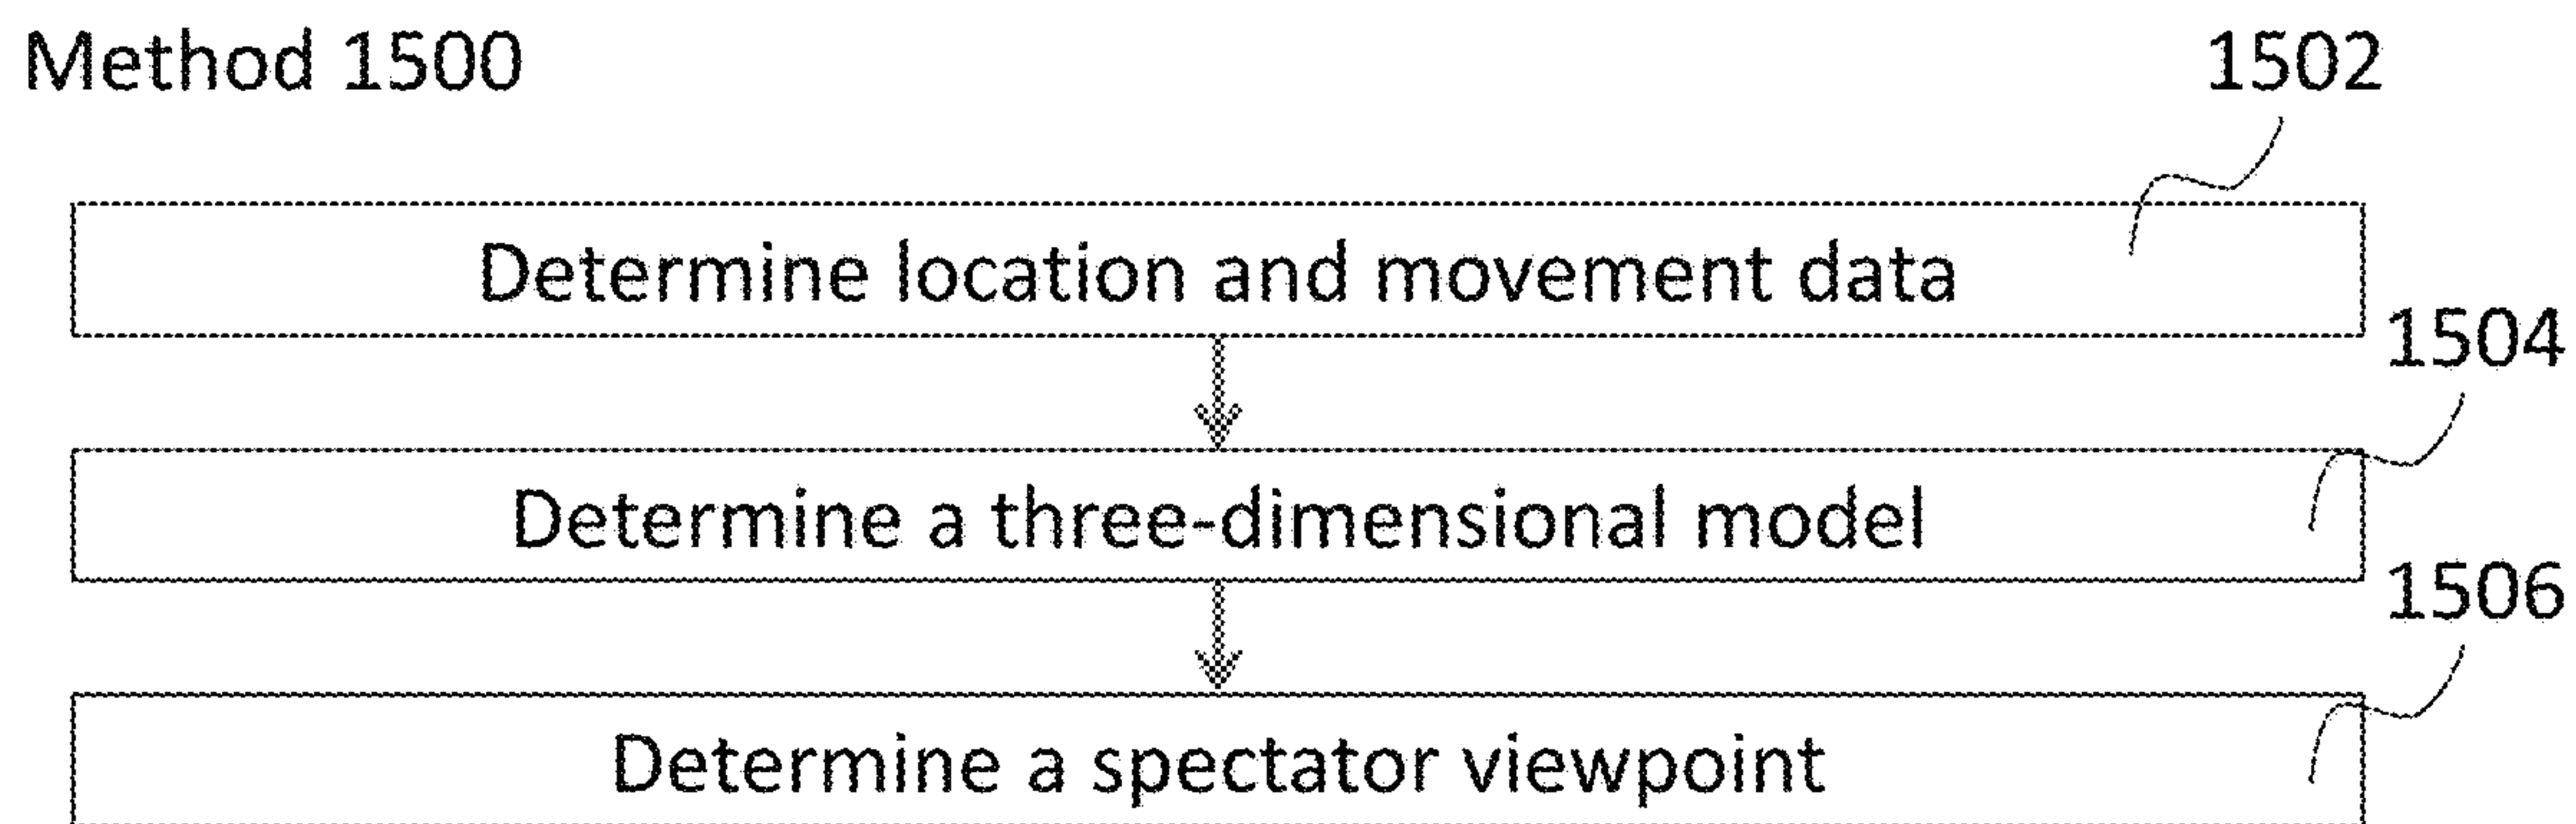 Method 1500
1502
Determine location and movement data
1504
Determine a three-dimensional model
1506
Determine a spectator viewpoint